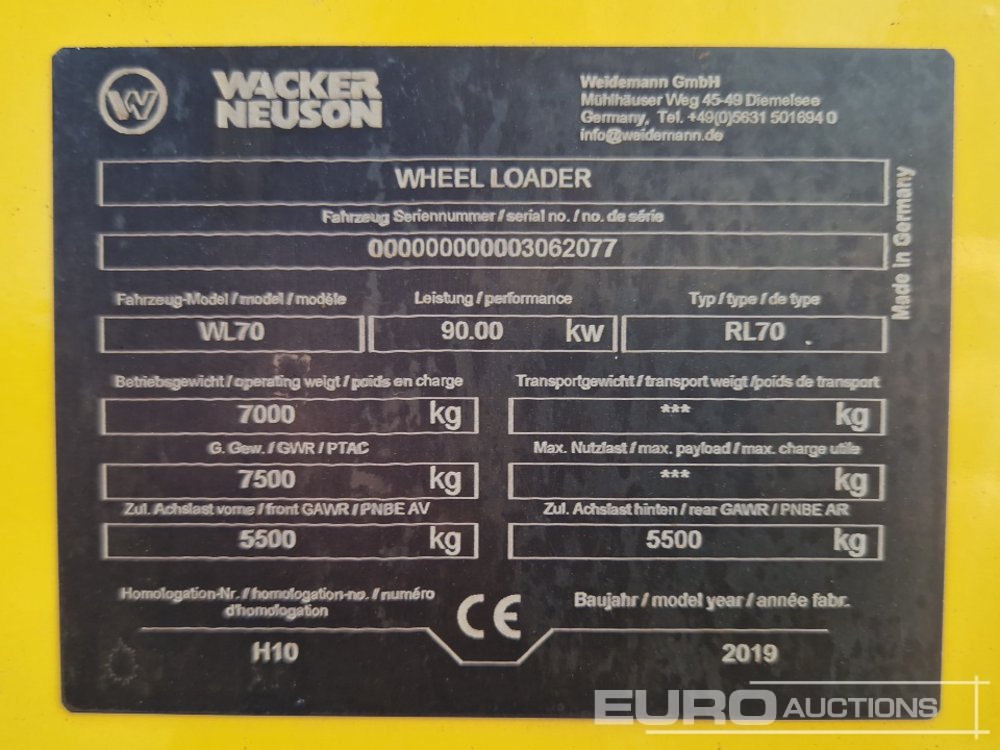 WACKER
NEUSON
Weidemann GmbH
Mühlhäuser Weg 45-49 Diemelsee
Germany, Tel. +49(0)5631 501694 0
info@weidemann.de
WHEEL LOADER
Fahrzeug Seriennummer / serial no. / no. de série
000000000003062077
Made in Germany
Fahrzeug-Model / model / modéle
Leistung / performance
Typ / type / de type
WL70
90.00 kw
RL70
Betriebsgewicht / operating weigt / poids en charge
Transportgewicht / transport weigt /poids de transport
7000 kg
*** kg
G. Gew. / GWR / PTAC
Max. Nutzlast / max. payload / max. charge utile
7500 kg
*** kg
Zul. Achslast vorne / front GAWR / PNBE AV
Zul. Achslast hinten / rear GAWR / PNBE AR
5500 kg
5500 kg
Homologation-Nr. / homologation-no. / numéro
d'homologation
CE
Baujahr / model year / année fabr.
H10
2019
EURO AUCTIONS